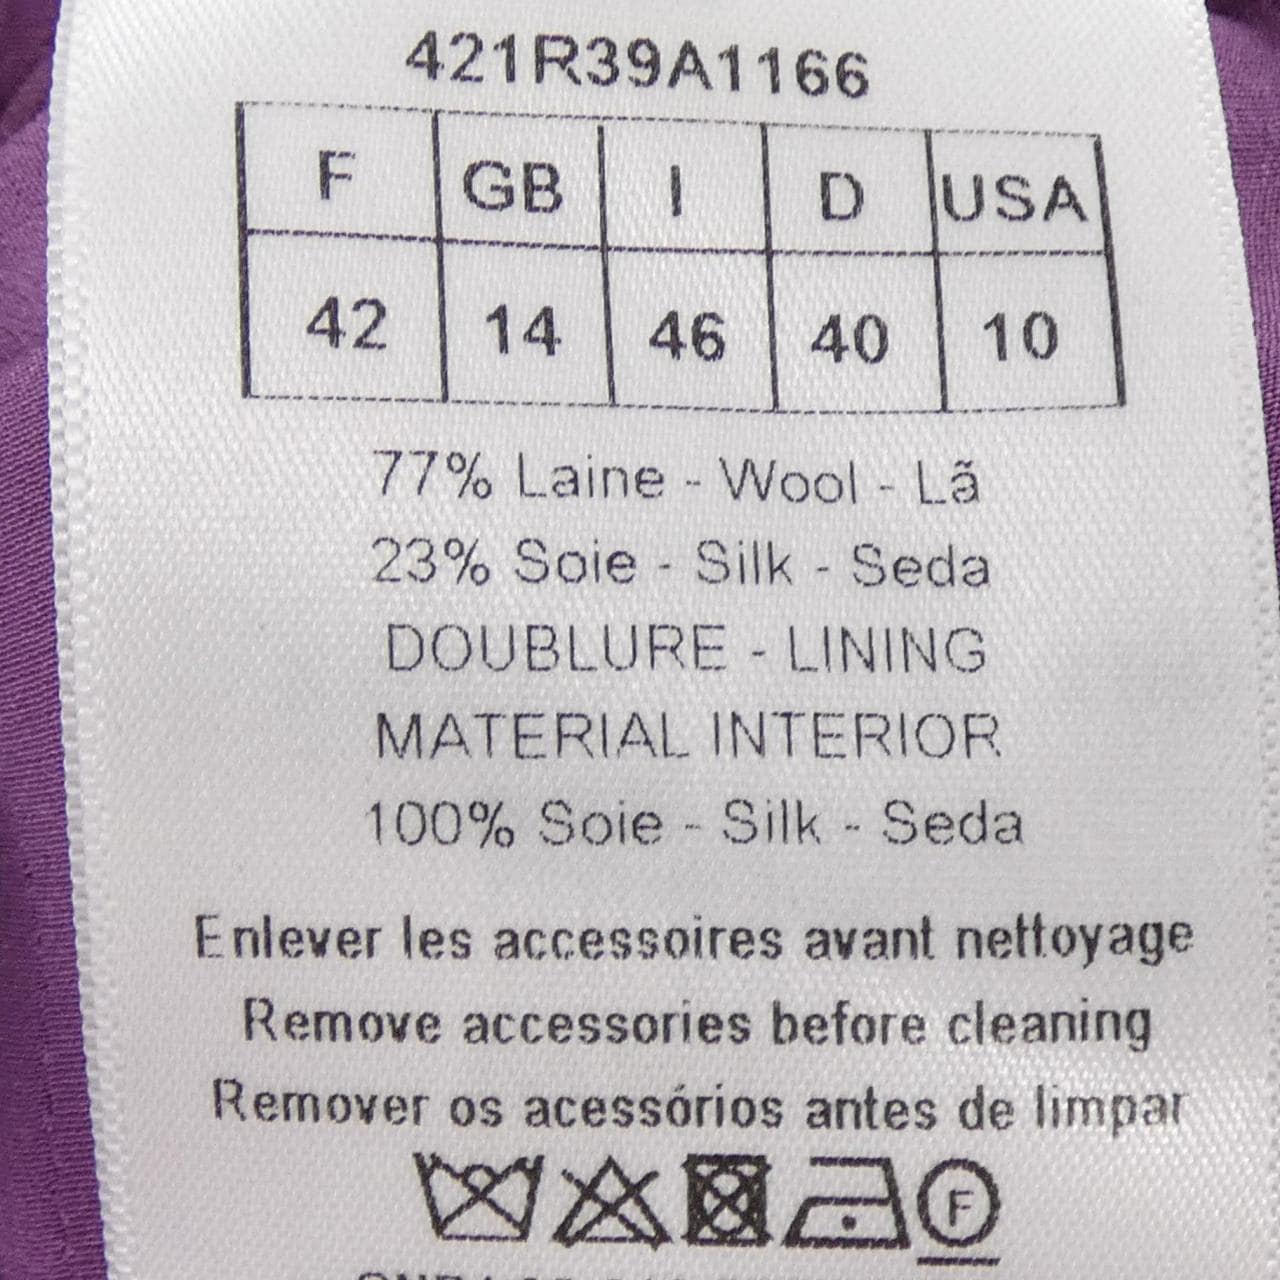 421R39A1166
F GB I D USA
42 14 46 40 10
77% Laine - Wool - Lã
23% Soie - Silk - Seda
DOUBLURE - LINING
MATERIAL INTERIOR
100% Soie - Silk - Seda
Enlever les accessoires avant nettoyage
Remove accessories before cleaning
Remover os acessórios antes de limpar
F